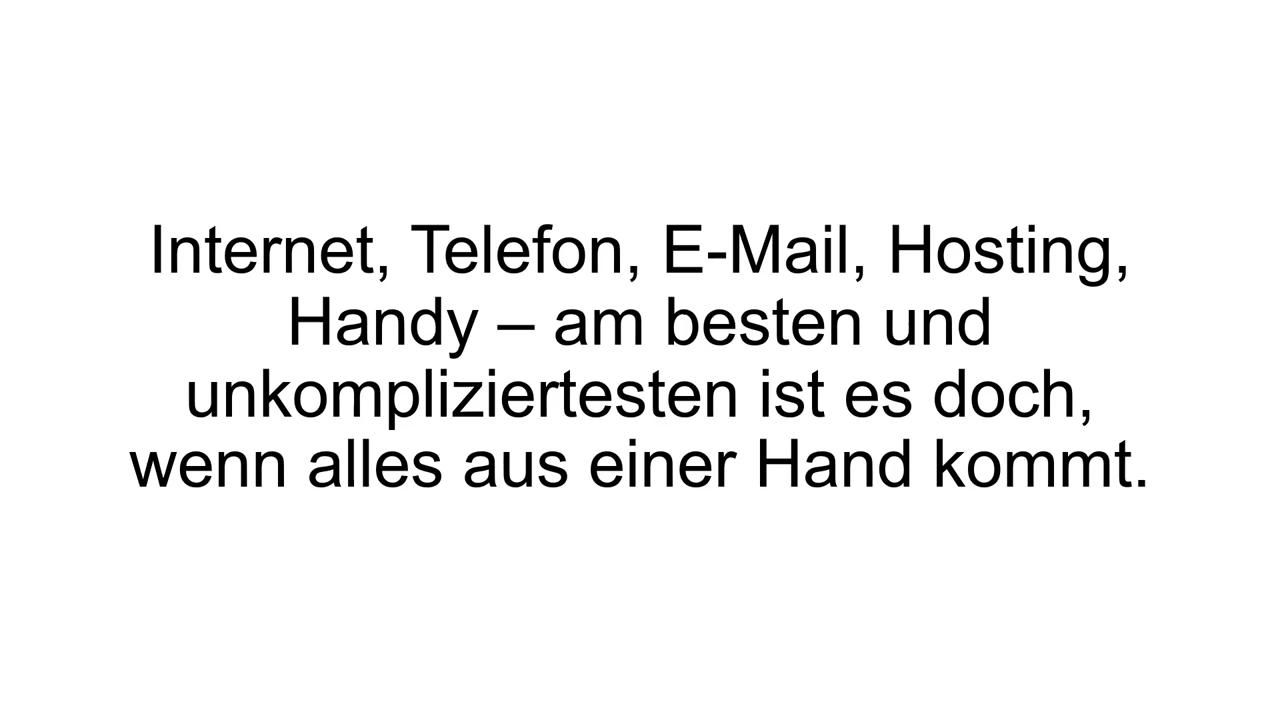 Internet, Telefon, E-Mail, Hosting,
Handy – am besten und
unkompliziertesten ist es doch,
wenn alles aus einer Hand kommt.